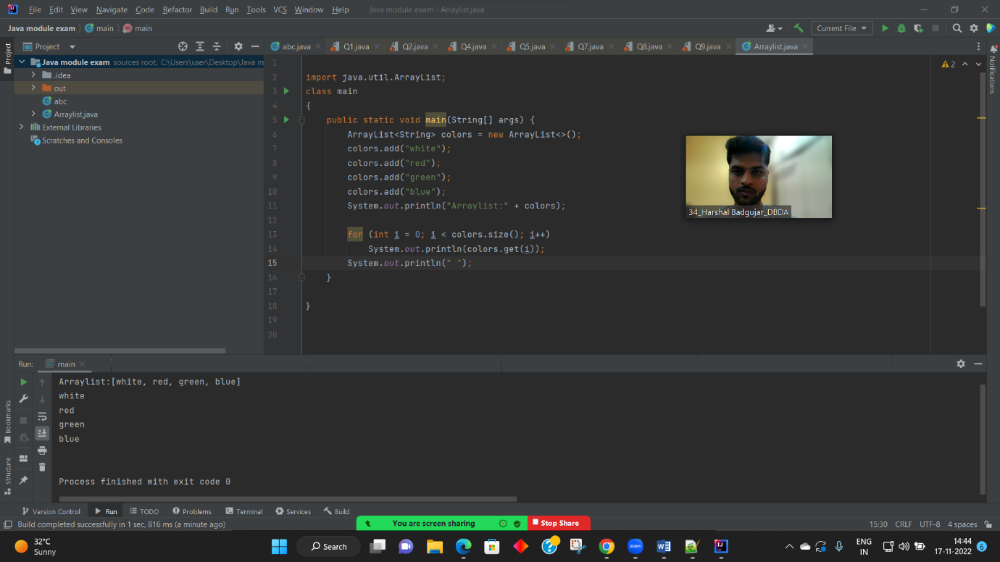 File Edit View Navigate Code Refactor Build Run Tools VCS Window Help Java module exam - Arraylist.java
Java module exam main main Current File
Project
abc.java Q1.java Q2.java Q4.java Q5.java Q7.java Q8.java Q9.java Arraylist.java
Project
Notifications
Java module exam sources root, C:\Users\user\Desktop\Java m
.idea
out
abc
Arraylist.java
External Libraries
Scratches and Consoles
2
1
2 import java.util.ArrayList;
3 class main
4 {
5 public static void main(String[] args) {
6 ArrayList<String> colors = new ArrayList<>();
7 colors.add("white");
8 colors.add("red");
9 colors.add("green");
10 colors.add("blue");
11 System.out.println("Arraylist:" + colors);
12
13 for (int i = 0; i < colors.size(); i++)
14 System.out.println(colors.get(i));
15 System.out.println(" ");
16 }
17
18 }
19
20
34_Harshal Badgujar_DBDA
Run: main
Arraylist:[white, red, green, blue]
white
red
green
blue
Process finished with exit code 0
Bookmarks
Structure
Version Control Run TODO Problems Terminal Services Build
Build completed successfully in 1 sec, 816 ms (a minute ago)
You are screen sharing Stop Share
15:30 CRLF UTF-8 4 spaces
32°C
Sunny
Search
zoom
ENG
IN
14:44
17-11-2022
6